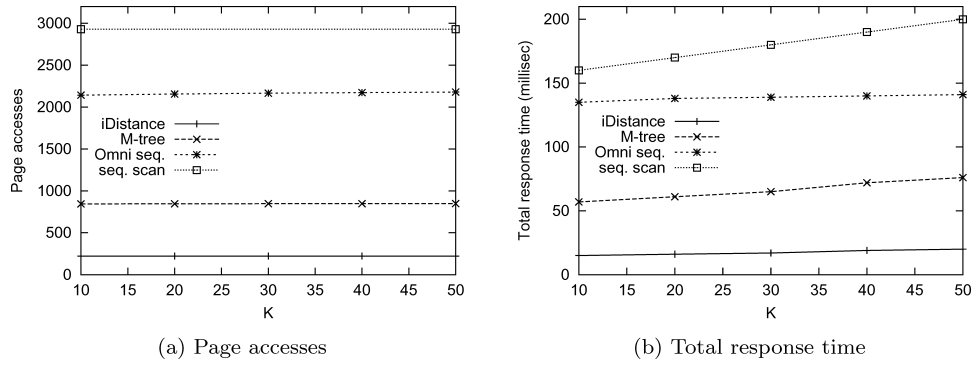 3000
2500
2000
1500
1000
500
0
Page accesses
iDistance
M-tree
Omni seq.
seq. scan
10 15 20 25 30 35 40 45 50
K
(a) Page accesses
200
150
100
50
0
Total response time (millisec)
iDistance
M-tree
Omni seq.
seq. scan
10 15 20 25 30 35 40 45 50
K
(b) Total response time